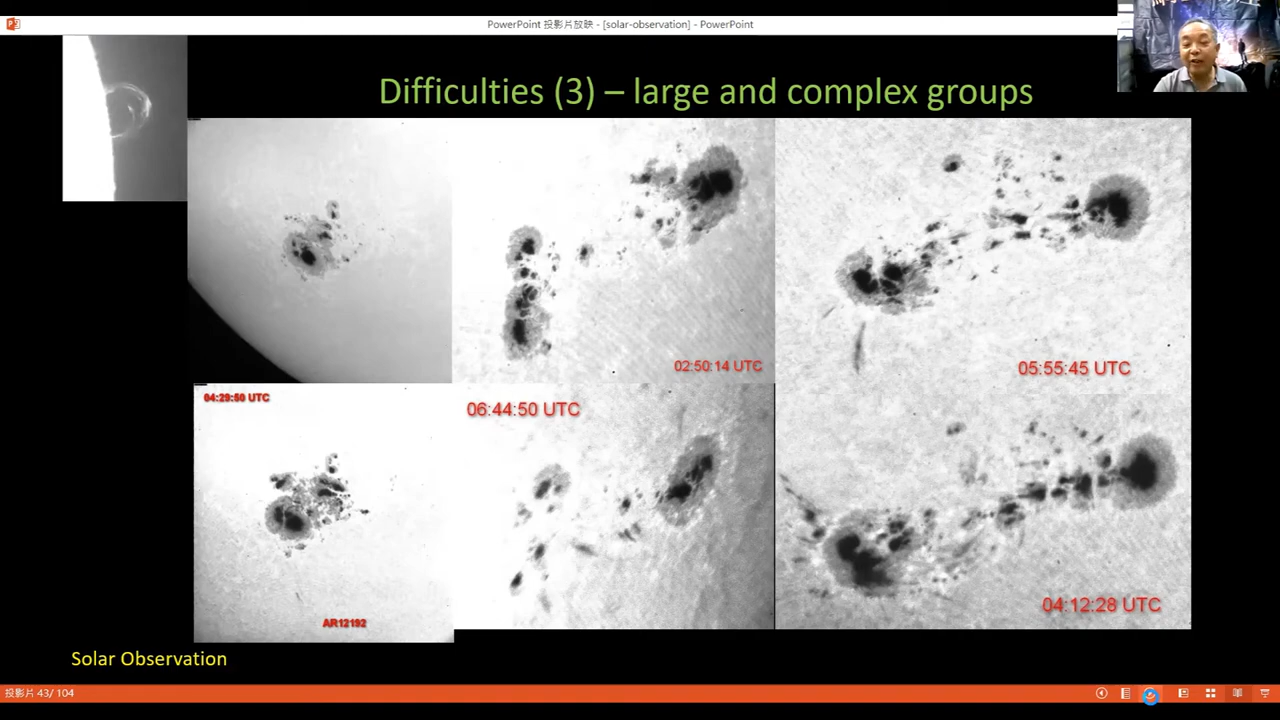 PowerPoint 投影片放映 - [solar-observation] - PowerPoint
Difficulties (3) – large and complex groups
02:50:14 UTC
05:55:45 UTC
04:29:50 UTC
06:44:50 UTC
AR12192
04:12:28 UTC
Solar Observation
投影片 43/ 104